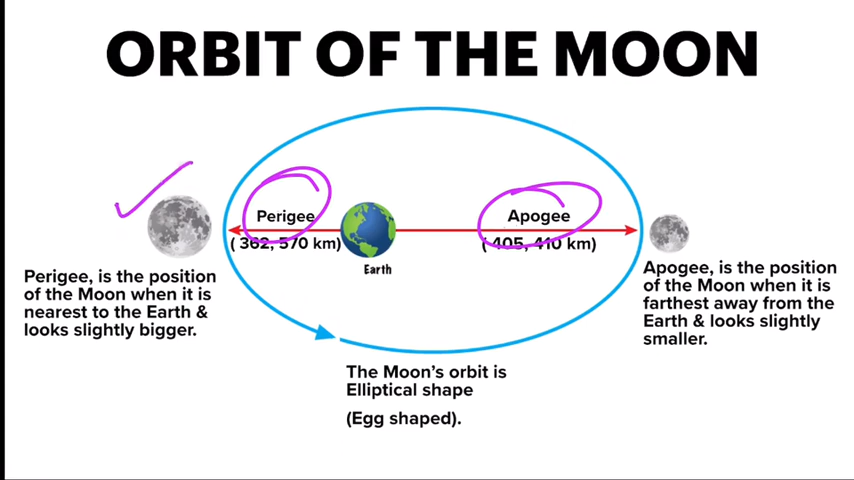 ORBIT OF THE MOON
Perigee
( 362, 570 km)
Apogee
( 405, 410 km)
Earth
Perigee, is the position
of the Moon when it is
nearest to the Earth &
looks slightly bigger.
Apogee, is the position
of the Moon when it is
farthest away from the
Earth & looks slightly
smaller.
The Moon's orbit is
Elliptical shape
(Egg shaped).